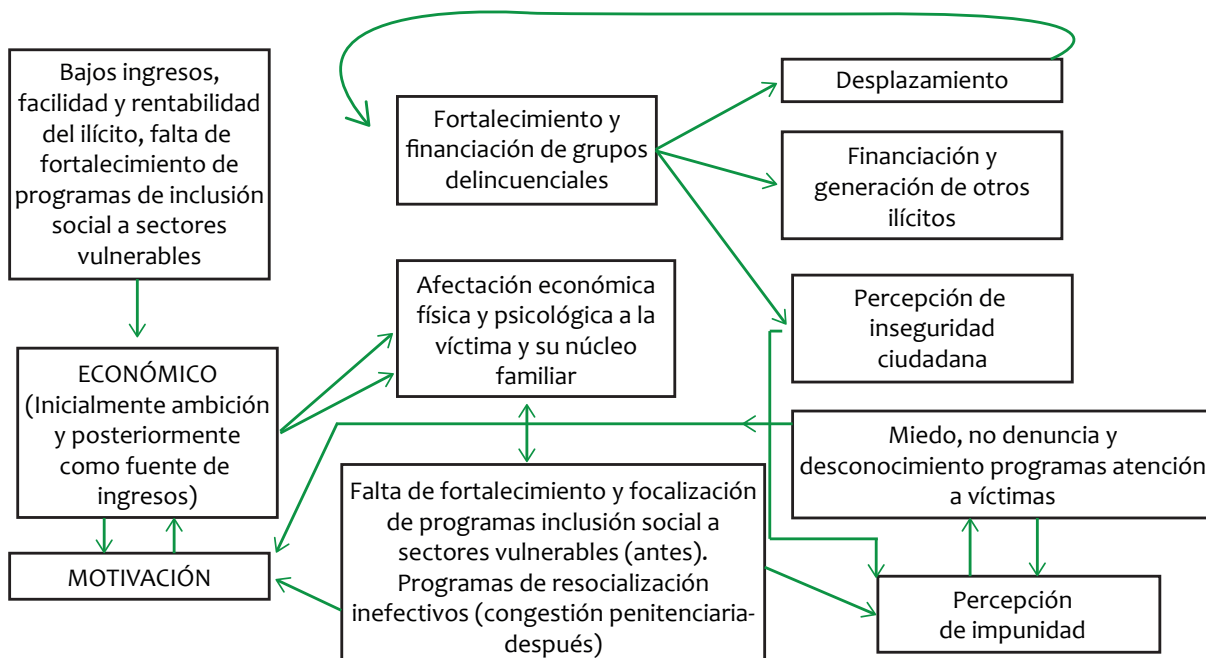 Bajos ingresos,
facilidad y rentabilidad
del ilícito, falta de
fortalecimiento de
programas de inclusión
social a sectores
vulnerables
Fortalecimiento y
financiación de grupos
delincuenciales
Desplazamiento
Financiación y
generación de otros
ilícitos
Afectación económica
física y psicológica a la
víctima y su núcleo
familiar
Percepción de
inseguridad
ciudadana
ECONÓMICO
(Inicialmente ambición
y posteriormente
como fuente de
ingresos)
Miedo, no denuncia y
desconocimiento programas atención
a víctimas
Falta de fortalecimiento y focalización
de programas inclusión social a
sectores vulnerables (antes).
Programas de resocialización
inefectivos (congestión penitenciaria-
después)
MOTIVACIÓN
Percepción
de impunidad